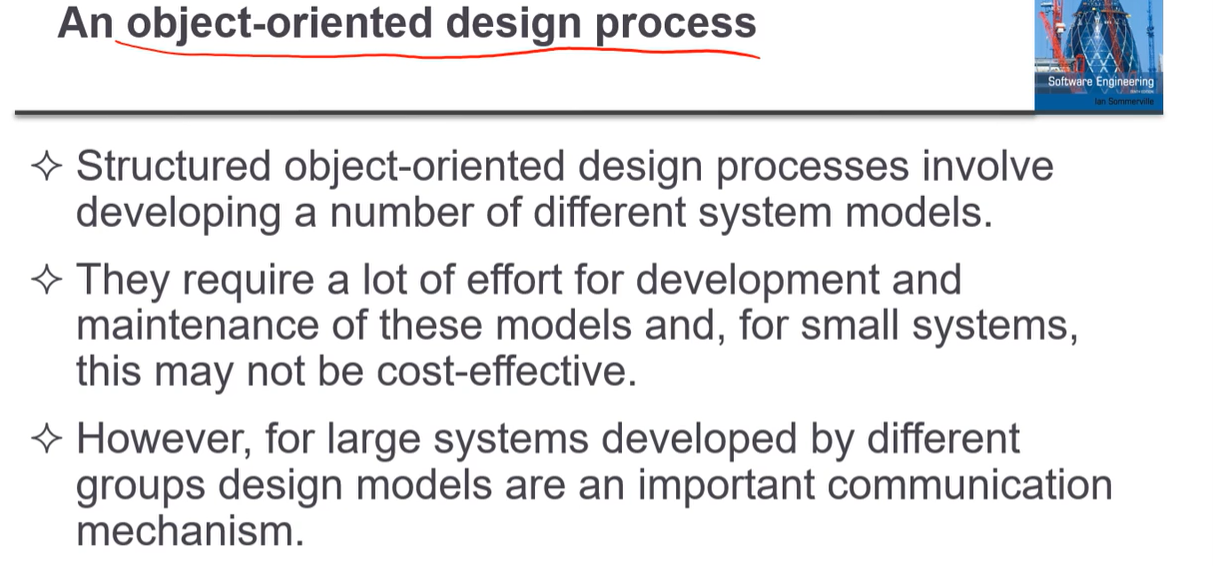 An object-oriented design process
Software Engineering
Ian Sommerville
✧ Structured object-oriented design processes involve
developing a number of different system models.
✧ They require a lot of effort for development and
maintenance of these models and, for small systems,
this may not be cost-effective.
✧ However, for large systems developed by different
groups design models are an important communication
mechanism.